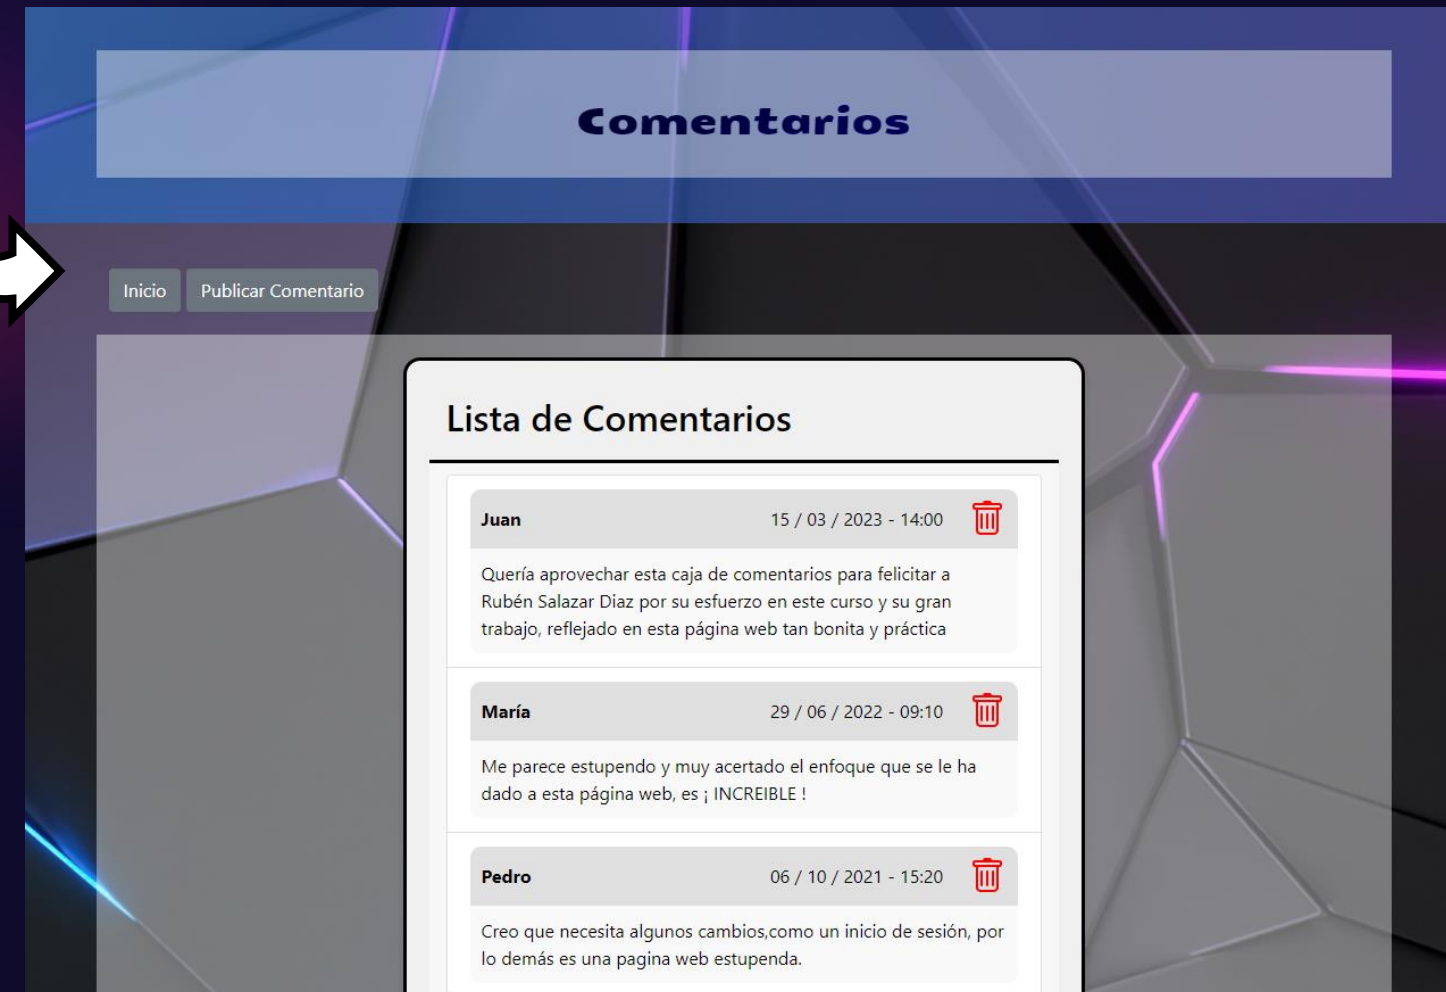 Comentarios
Inicio Publicar Comentario
Lista de Comentarios
Juan 15 / 03 / 2023 - 14:00
Quería aprovechar esta caja de comentarios para felicitar a
Rubén Salazar Diaz por su esfuerzo en este curso y su gran
trabajo, reflejado en esta página web tan bonita y práctica
María 29 / 06 / 2022 - 09:10
Me parece estupendo y muy acertado el enfoque que se le ha
dado a esta página web, es ¡ INCREIBLE !
Pedro 06 / 10 / 2021 - 15:20
Creo que necesita algunos cambios,como un inicio de sesión, por
lo demás es una pagina web estupenda.